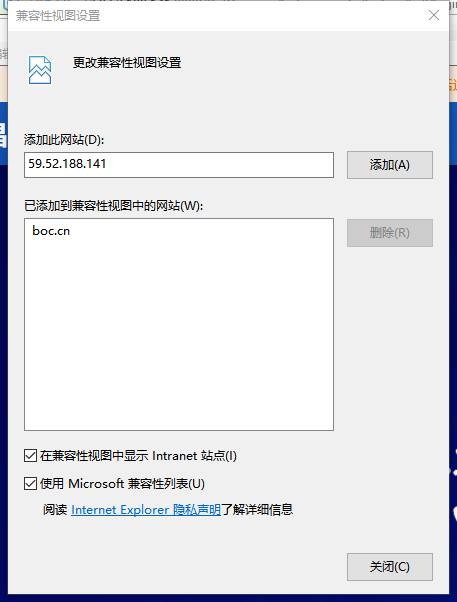 兼容性视图设置
更改兼容性视图设置
添加此网站(D):
59.52.188.141
添加(A)
已添加到兼容性视图中的网站(W):
boc.cn
删除(R)
在兼容性视图中显示 Intranet 站点(I)
使用 Microsoft 兼容性列表(U)
阅读 Internet Explorer 隐私声明了解详细信息
关闭(C)